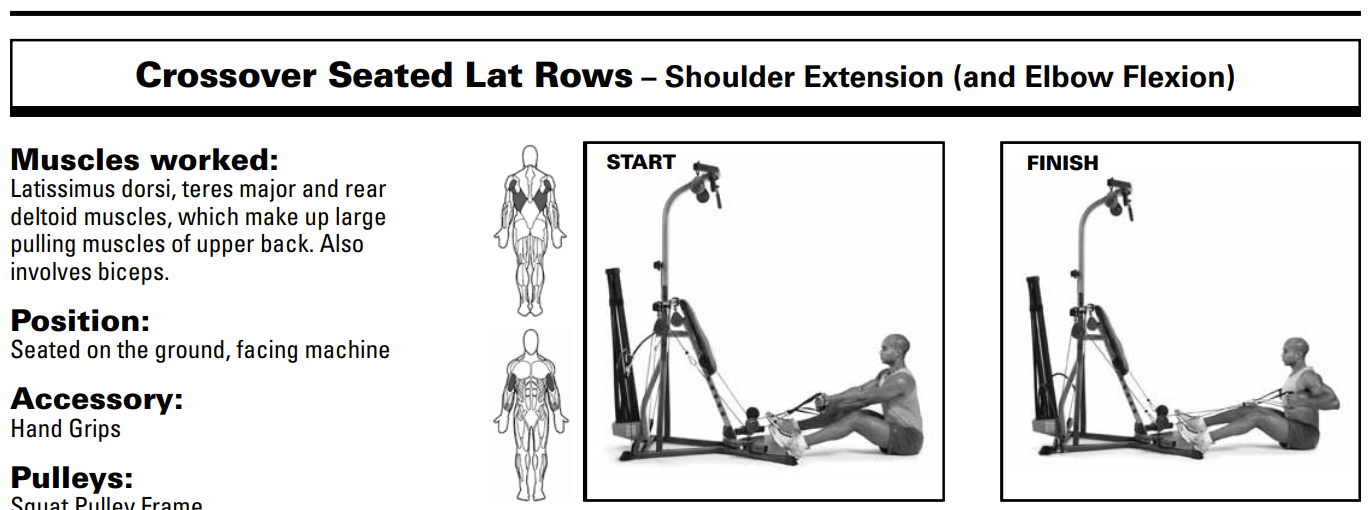 Crossover Seated Lat Rows – Shoulder Extension (and Elbow Flexion)
Muscles worked:
Latissimus dorsi, teres major and rear
deltoid muscles, which make up large
pulling muscles of upper back. Also
involves biceps.
Position:
Seated on the ground, facing machine
Accessory:
Hand Grips
Pulleys:
Squat Pulley Frame
START
FINISH